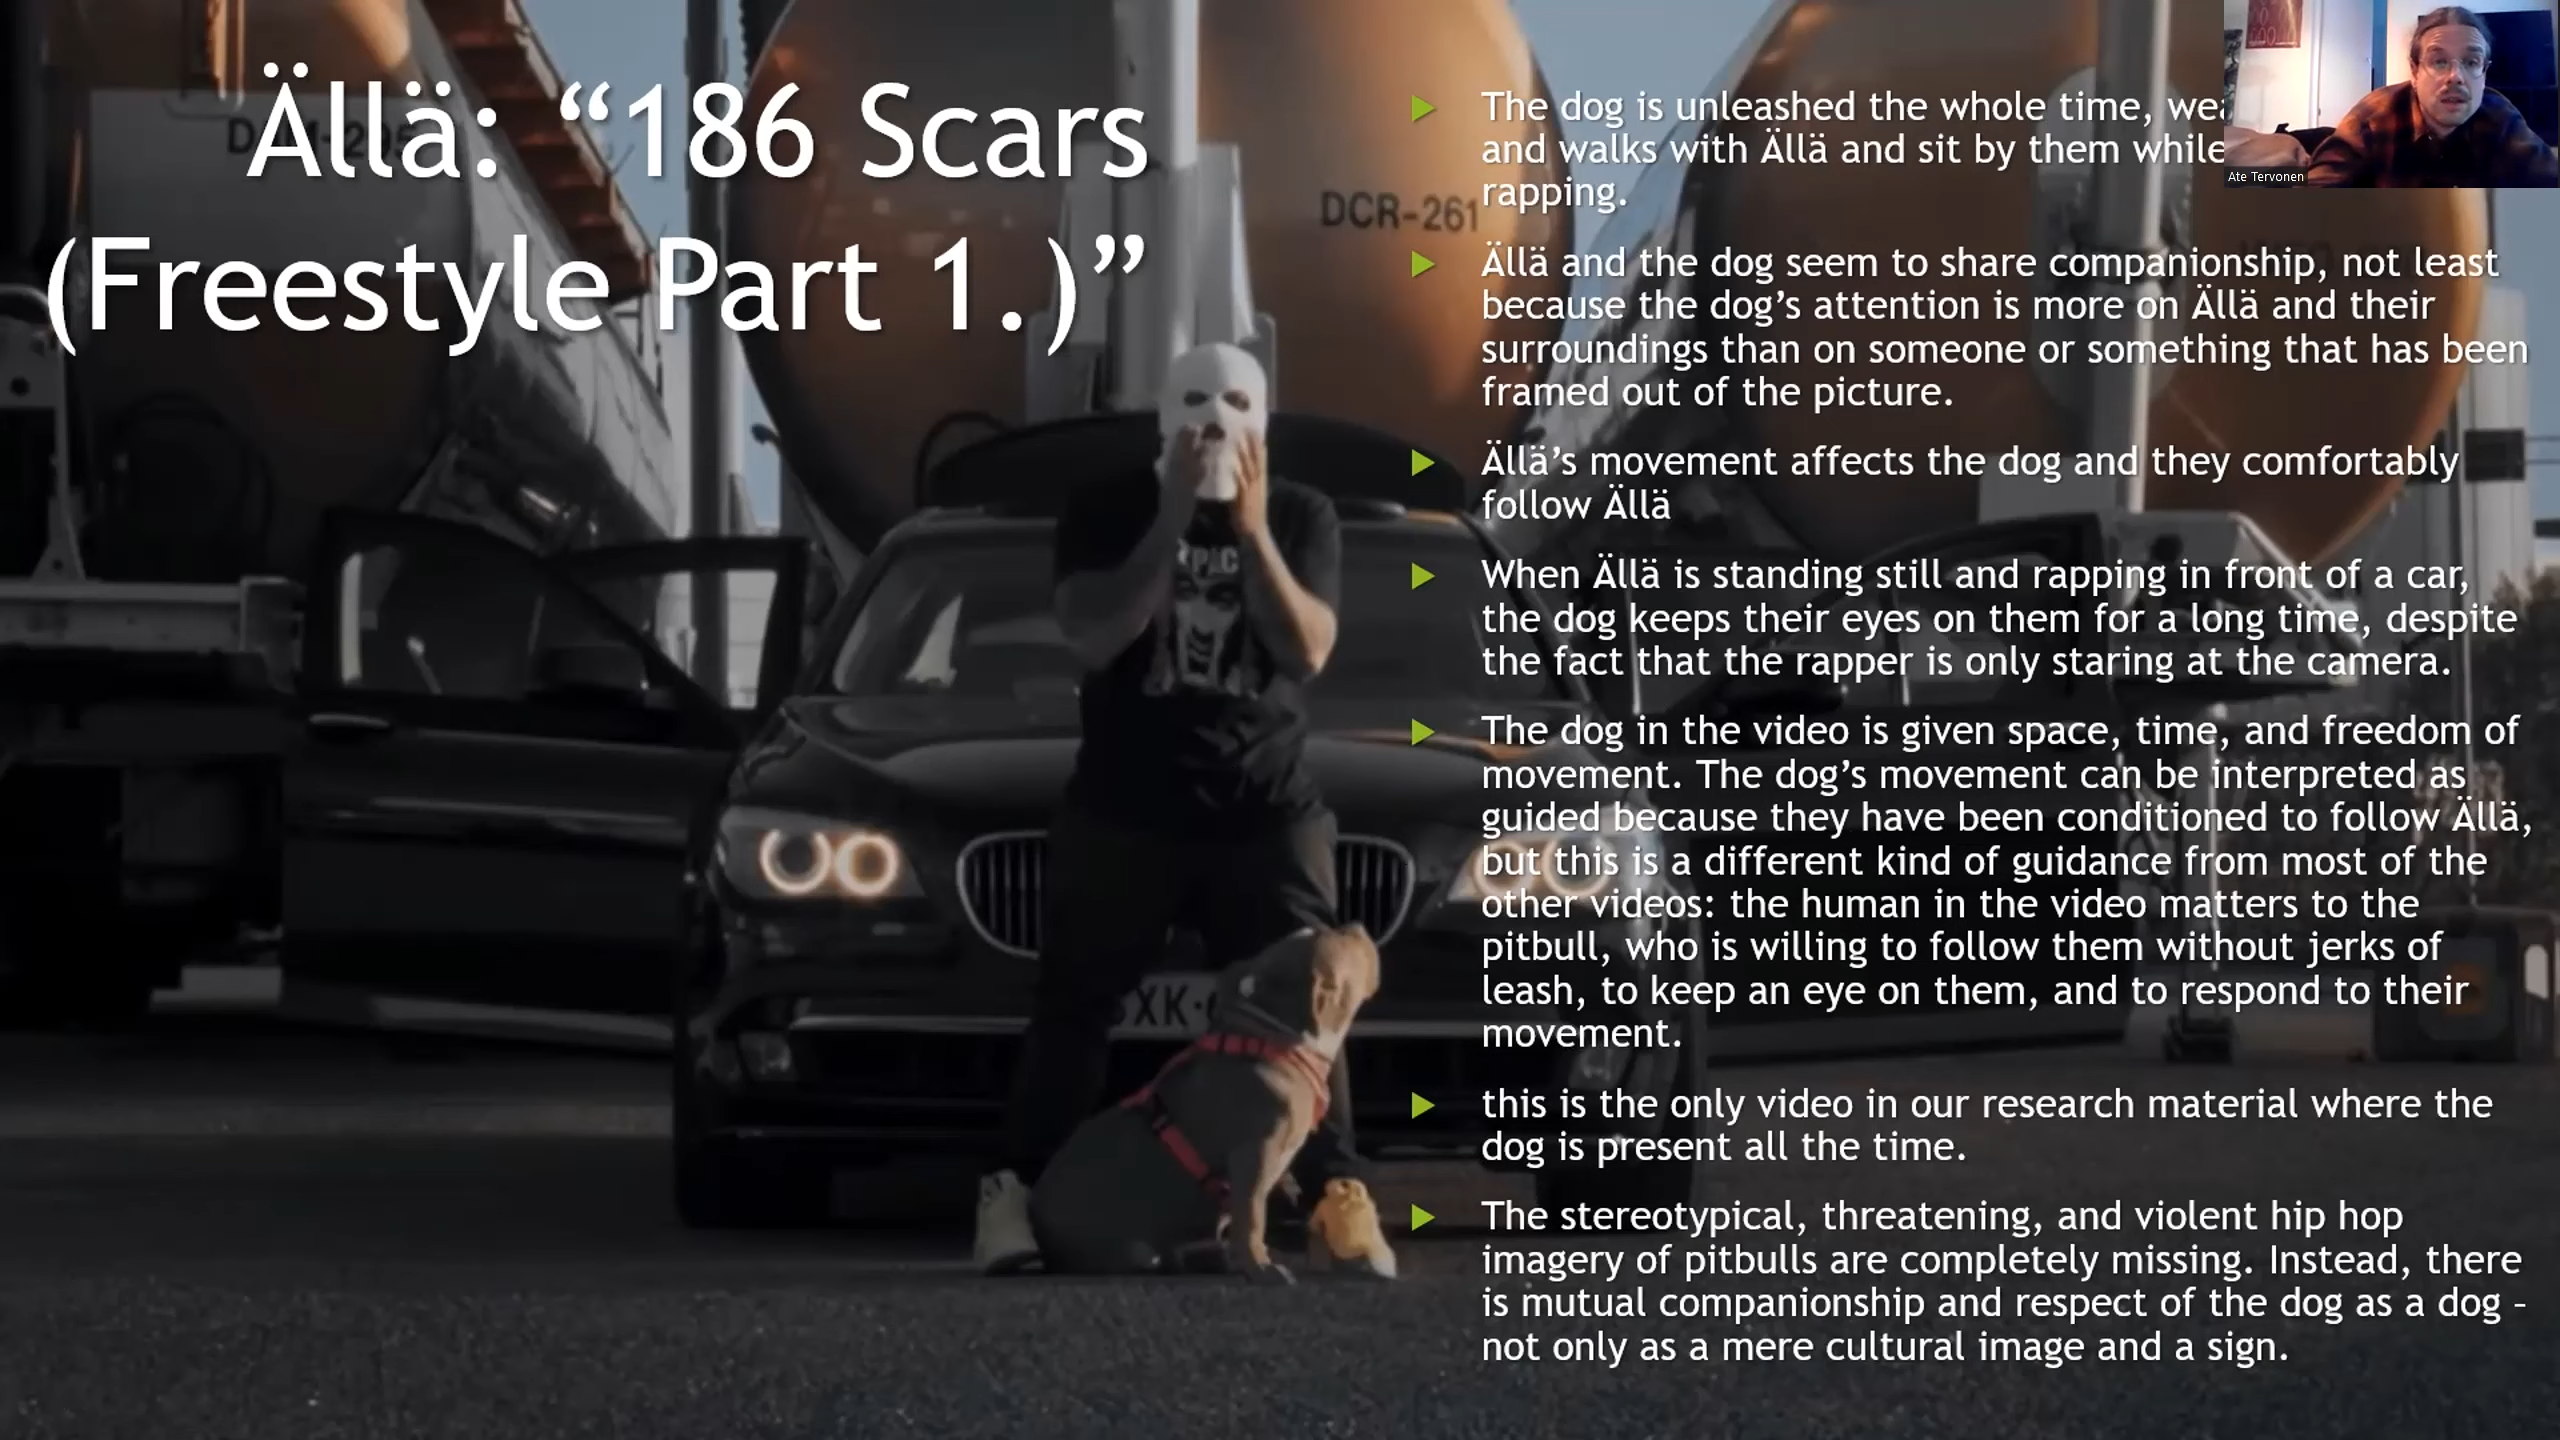 Ällä: “186 Scars
(Freestyle Part 1.)”
The dog is unleashed the whole time,
and walks with Ällä and sit by them while
rapping.
Ällä and the dog seem to share companionship, not least
because the dog’s attention is more on Ällä and their
surroundings than on someone or something that has been
framed out of the picture.
Ällä’s movement affects the dog and they comfortably
follow Ällä
When Ällä is standing still and rapping in front of a car,
the dog keeps their eyes on them for a long time, despite
the fact that the rapper is only staring at the camera.
The dog in the video is given space, time, and freedom of
movement. The dog’s movement can be interpreted as
guided because they have been conditioned to follow Ällä,
but this is a different kind of guidance from most of the
other videos: the human in the video matters to the
pitbull, who is willing to follow them without jerks of
leash, to keep an eye on them, and to respond to their
movement.
this is the only video in our research material where the
dog is present all the time.
The stereotypical, threatening, and violent hip hop
imagery of pitbulls are completely missing. Instead, there
is mutual companionship and respect of the dog as a dog –
not only as a mere cultural image and a sign.
Ate Tervonen
DCR-261